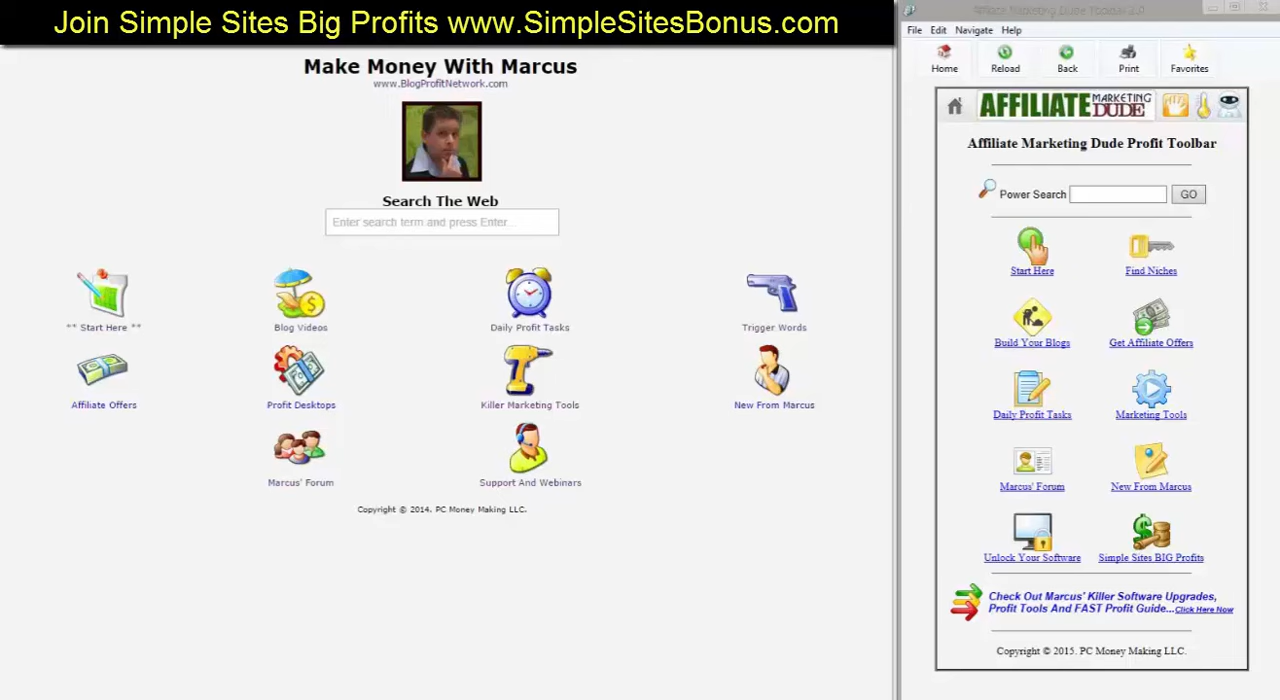 Join Simple Sites Big Profits www.SimpleSitesBonus.com
Make Money With Marcus
www.BlogProfitNetwork.com
Search The Web
Enter search term and press Enter...
** Start Here **
Blog Videos
Daily Profit Tasks
Trigger Words
Affiliate Offers
Profit Desktops
Killer Marketing Tools
New From Marcus
Marcus' Forum
Support And Webinars
Copyright © 2014. PC Money Making LLC.
Affiliate Marketing Dude Toolbar 2.0
File Edit Navigate Help
Home Reload Back Print Favorites
AFFILIATE MARKETING DUDE
Affiliate Marketing Dude Profit Toolbar
Power Search GO
Start Here
Find Niches
Build Your Blogs
Get Affiliate Offers
Daily Profit Tasks
Marketing Tools
Marcus' Forum
New From Marcus
Unlock Your Software
Simple Sites BIG Profits
Check Out Marcus' Killer Software Upgrades,
Profit Tools And FAST Profit Guide...Click Here Now
Copyright © 2015. PC Money Making LLC.